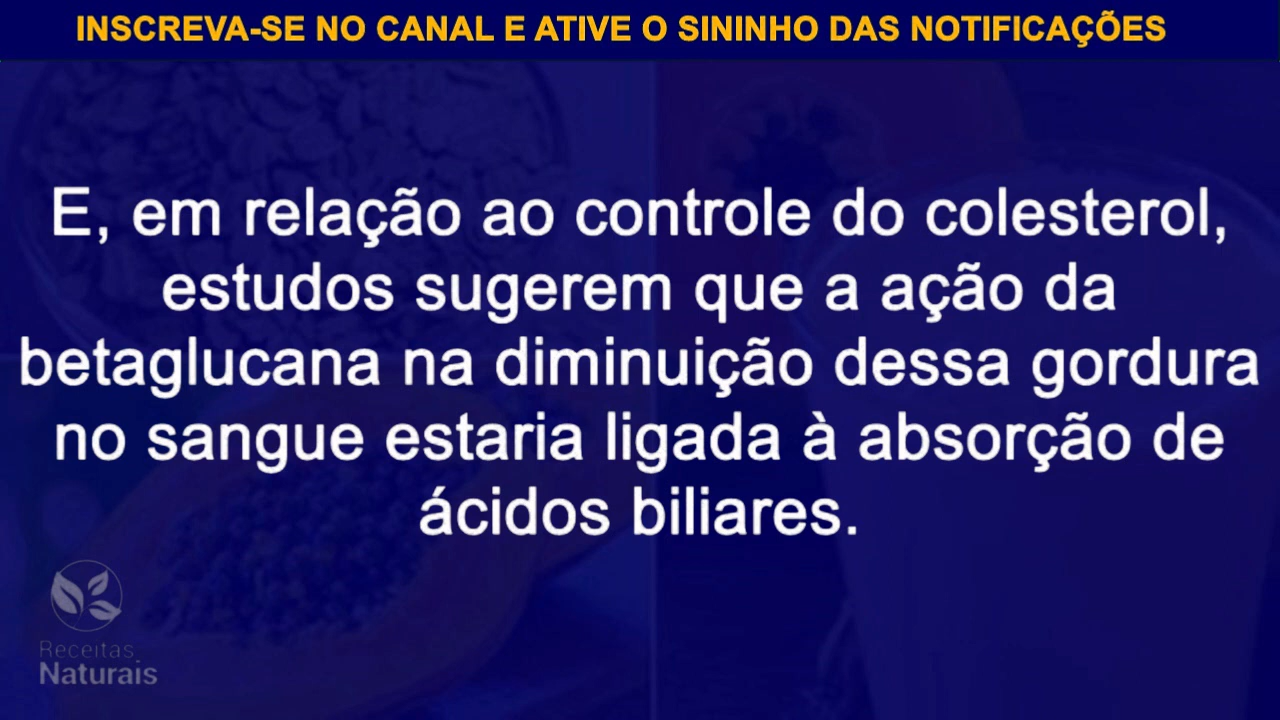 INSCREVA-SE NO CANAL E ATIVE O SININHO DAS NOTIFICAÇÕES
E, em relação ao controle do colesterol,
estudos sugerem que a ação da
betaglucana na diminuição dessa gordura
no sangue estaria ligada à absorção de
ácidos biliares.
Receitas
Naturais